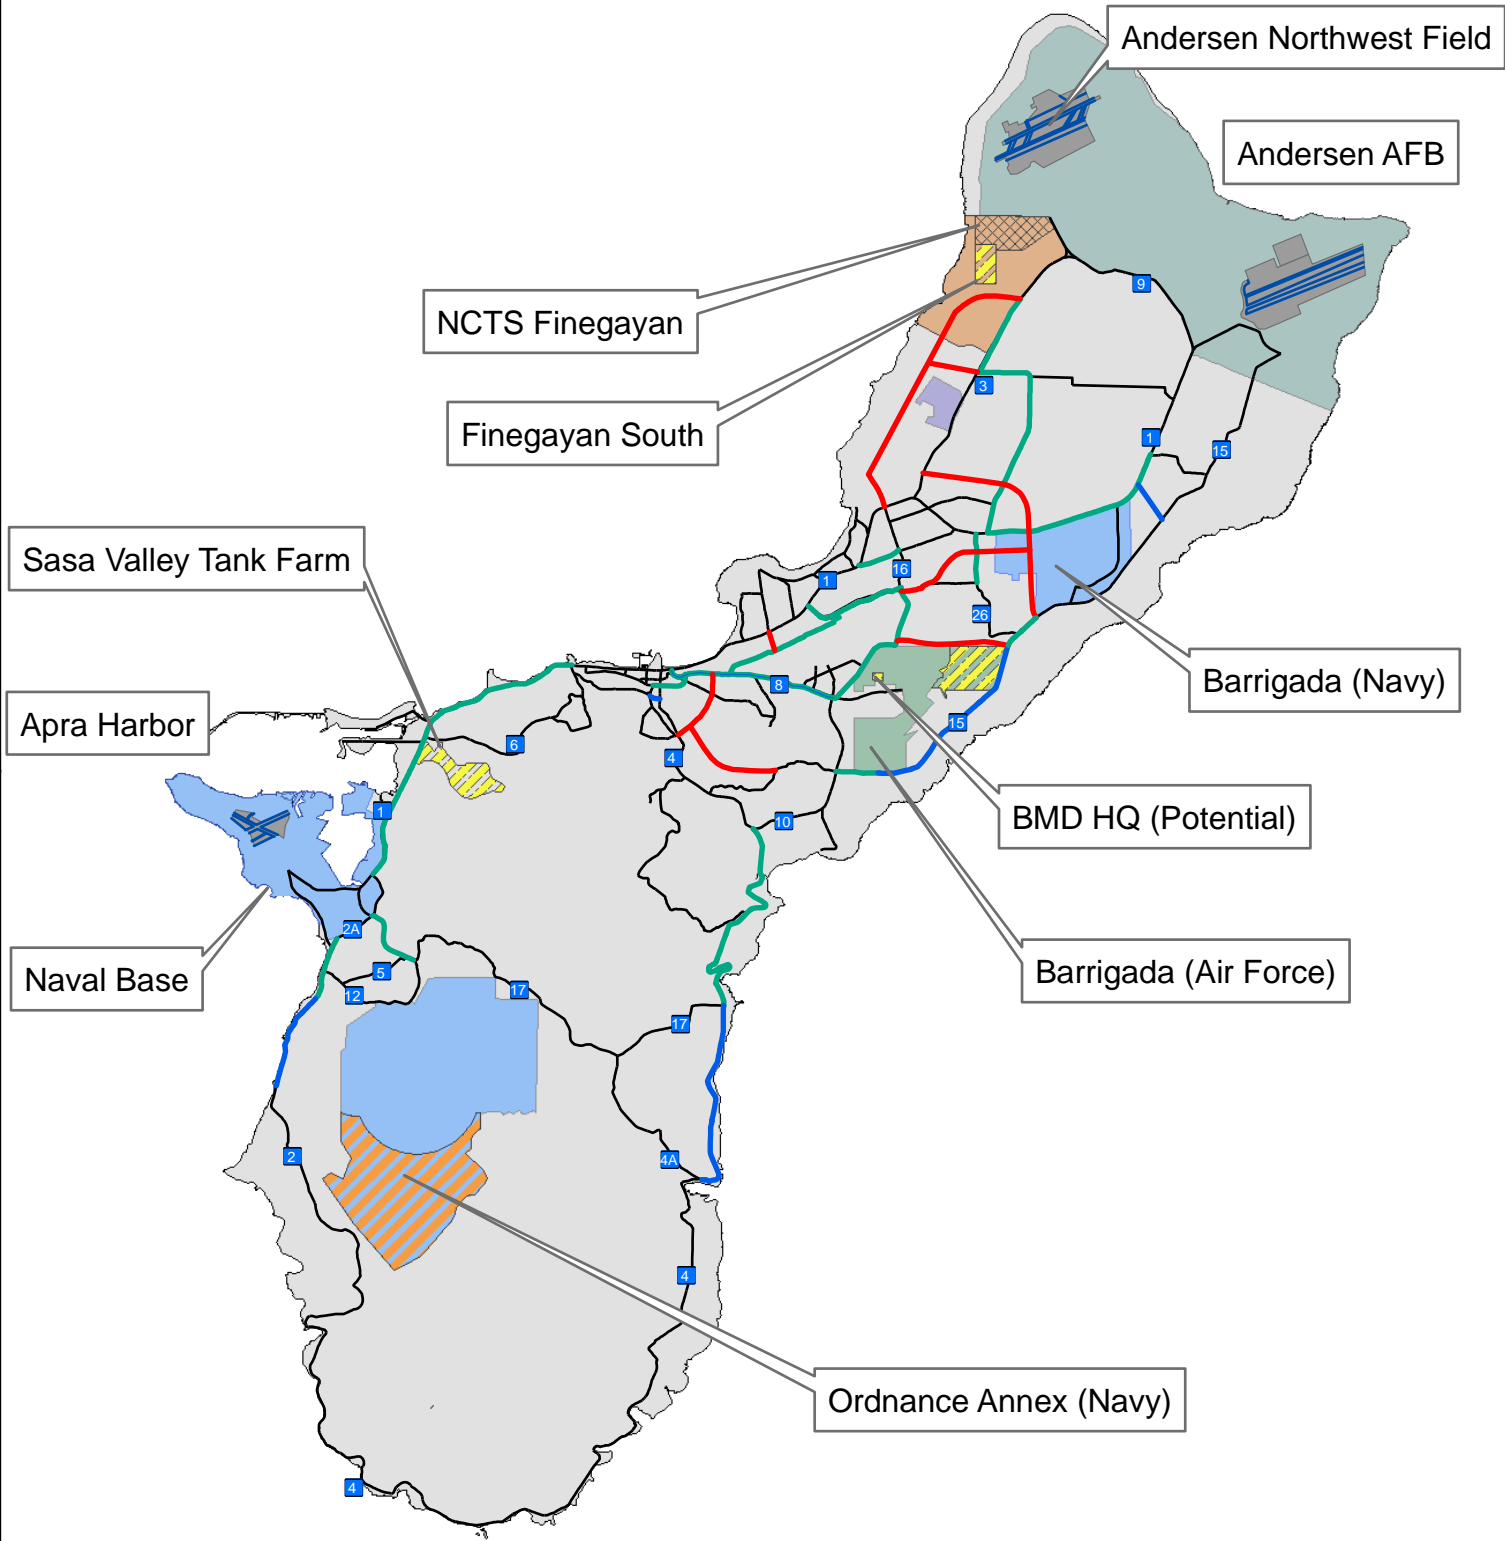 Andersen Northwest Field
Andersen AFB
9
NCTS Finegayan
3
Finegayan South
1
15
Sasa Valley Tank Farm
1
16
26
Barrigada (Navy)
8
Apra Harbor
15
6
4
1
10
BMD HQ (Potential)
2A
Barrigada (Air Force)
Naval Base
5
12
17
17
2
4A
4
Ordnance Annex (Navy)
4